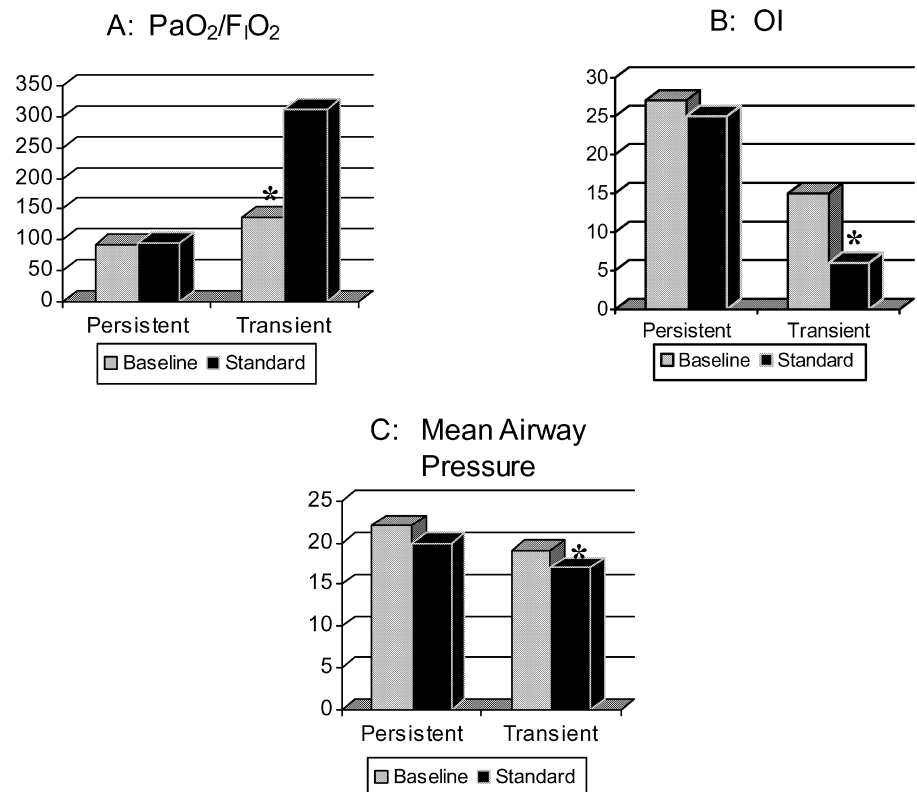 A: PaO₂/FᵢO₂
350
300
250
200
150
100
50
0
*
Persistent Transient
Baseline Standard
B: OI
30
25
20
15
10
5
0
*
Persistent Transient
Baseline Standard
C: Mean Airway
Pressure
25
20
15
10
5
0
*
Persistent Transient
Baseline Standard